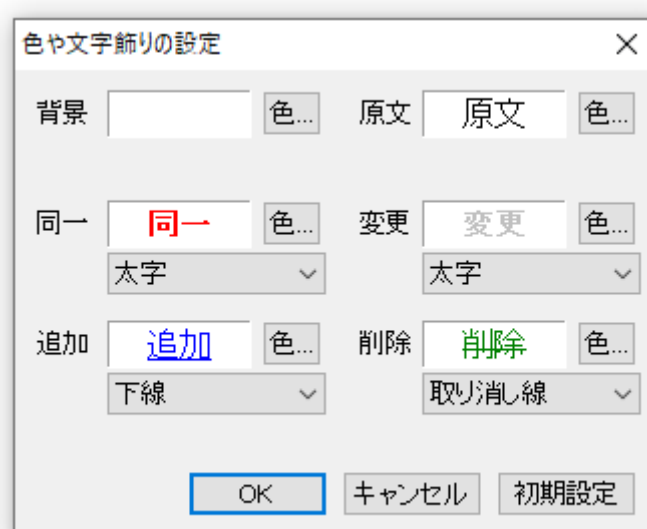 色や文字飾りの設定
背景 色... 原文 原文 色...
同一 同一 色... 変更 変更 色...
太字 太字
追加 追加 色... 削除 削除 色...
下線 取り消し線
OK キャンセル 初期設定